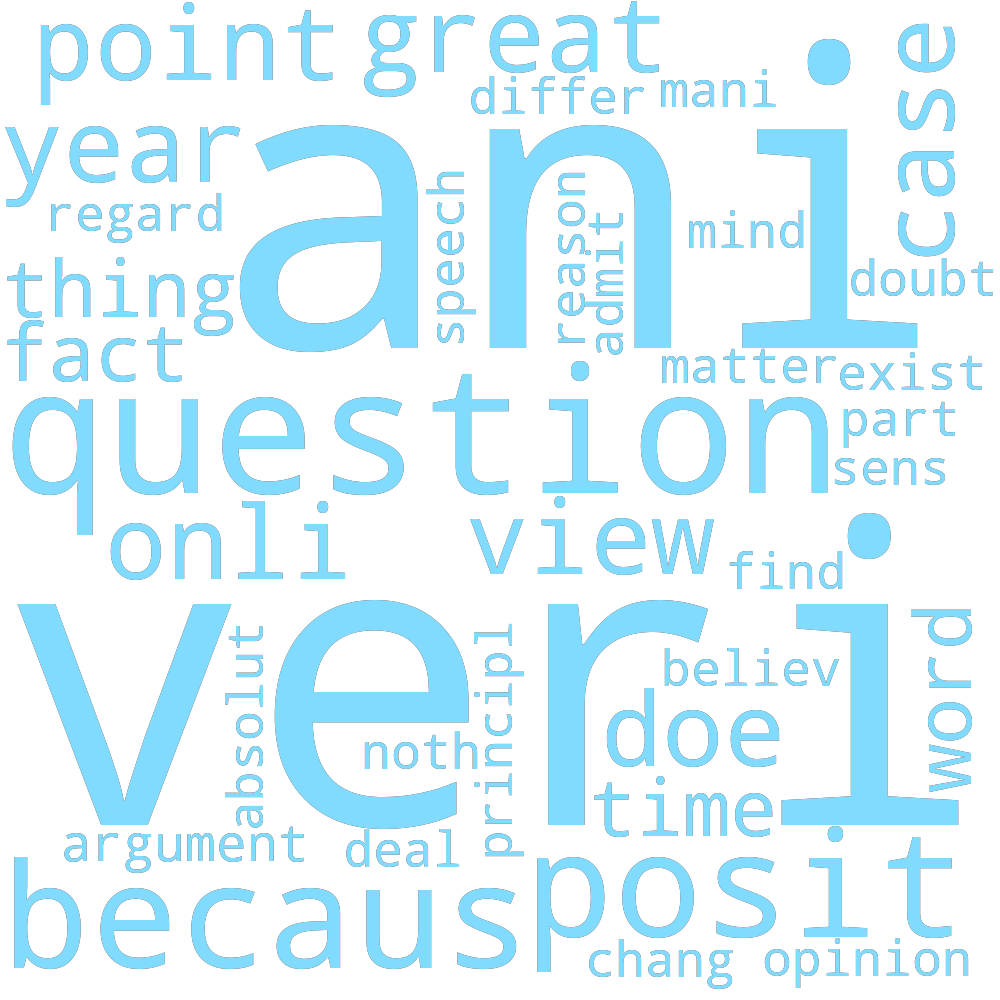 point
great
differ
mani
case
year
ani
regard
speech
reason
admit
mind
doubt
thing
fact
matter
exist
question
part
sens
onli
view
find
veri
absolut
principl
believ
word
noth
doe
time
argument
deal
becaus
posit
chang
opinion